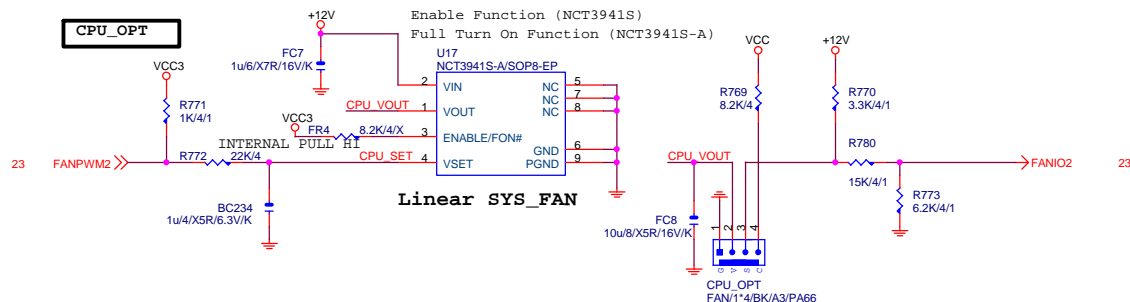 CPU_OPT
+12V
Enable Function (NCT3941S)
Full Turn On Function (NCT3941S-A)
U17
NCT3941S-A/SOP8-EP
FC7
1u/6/X7R/16V/K
VCC3
R771
1K/4/1
2 VIN
1 VOUT
3 ENABLE/FON#
4 VSET
NC 5
NC 7
NC 8
GND 6
PGND 9
CPU_VOUT
VCC3
FR4 8.2K/4/X
INTERNAL PULL HI
CPU_SET
23 FANPWM2
R772 22K/4
BC234
1u/4/X5R/6.3V/K
Linear SYS_FAN
VCC
+12V
R769
8.2K/4
R770
3.3K/4/1
CPU_VOUT
R780
15K/4/1
FANIO2 23
R773
6.2K/4/1
FC8
10u/8/X5R/16V/K
1 2 3 4
G V S C
CPU_OPT
FAN/1*4/BK/A3/PA66